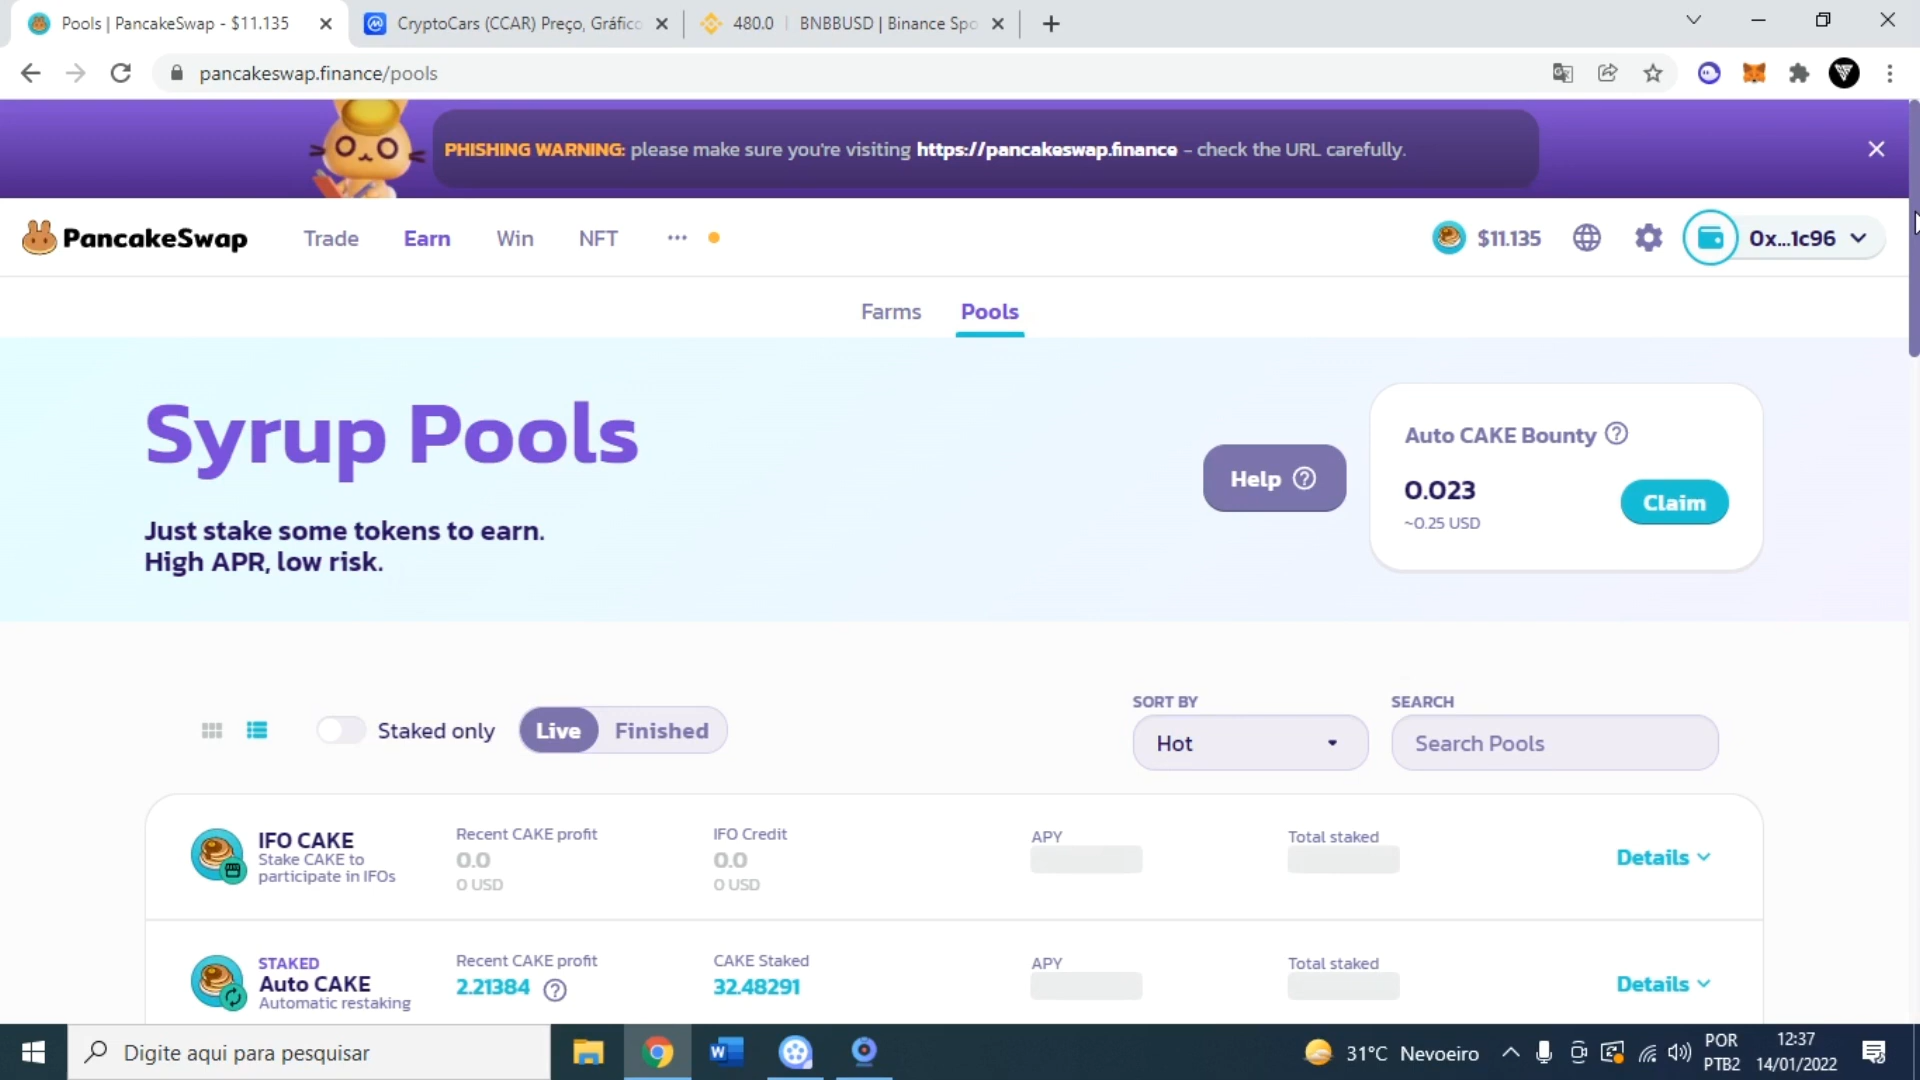 Pools | PancakeSwap - $11.135
CryptoCars (CCAR) Preço, Gráfico
480.0 | BNBBUSD | Binance Spo
pancakeswap.finance/pools
PHISHING WARNING: please make sure you're visiting https://pancakeswap.finance - check the URL carefully.
PancakeSwap
Trade
Earn
Win
NFT
$11.135
0x...1c96
Farms
Pools
Syrup Pools
Just stake some tokens to earn.
High APR, low risk.
Help
Auto CAKE Bounty
0.023
~0.25 USD
Claim
Staked only
Live
Finished
SORT BY
Hot
SEARCH
Search Pools
IFO CAKE
Stake CAKE to
participate in IFOs
Recent CAKE profit
0.0
0 USD
IFO Credit
0.0
0 USD
APY
Total staked
Details
STAKED
Auto CAKE
Automatic restaking
Recent CAKE profit
2.21384
CAKE Staked
32.48291
APY
Total staked
Details
Digite aqui para pesquisar
31°C Nevoeiro
POR
PTB2
12:37
14/01/2022